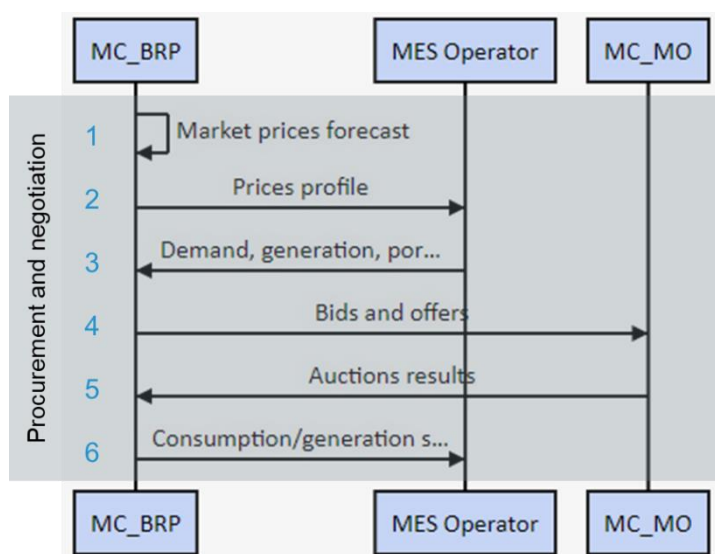 MC_BRP
MES Operator
MC_MO
Procurement and negotiation
1
Market prices forecast
2
Prices profile
3
Demand, generation, por...
4
Bids and offers
5
Auctions results
6
Consumption/generation s...
MC_BRP
MES Operator
MC_MO